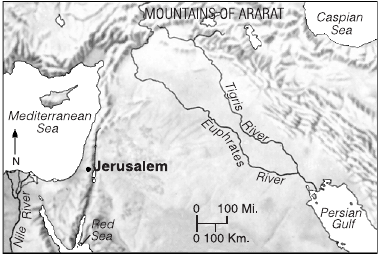 MOUNTAINS OF ARARAT
Caspian
Sea
Mediterranean
Sea
Tigris
River
Euphrates
River
N
Jerusalem
Nile River
Red
Sea
0 100 Mi.
0 100 Km.
Persian
Gulf